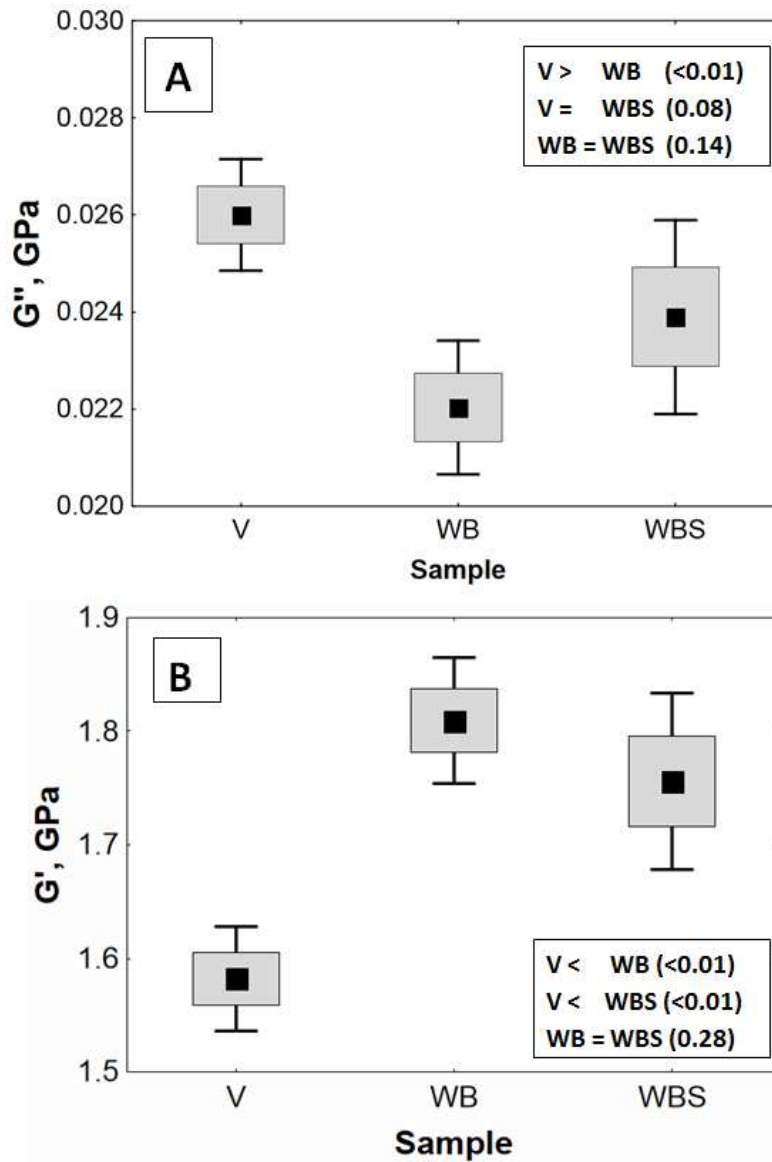 0.030
A
V > WB (<0.01)
V = WBS (0.08)
WB = WBS (0.14)
0.028
0.026
0.024
0.022
0.020
G", GPa
V WB WBS
Sample
1.9
B
1.8
1.7
1.6
1.5
G', GPa
V < WB (<0.01)
V < WBS (<0.01)
WB = WBS (0.28)
V WB WBS
Sample